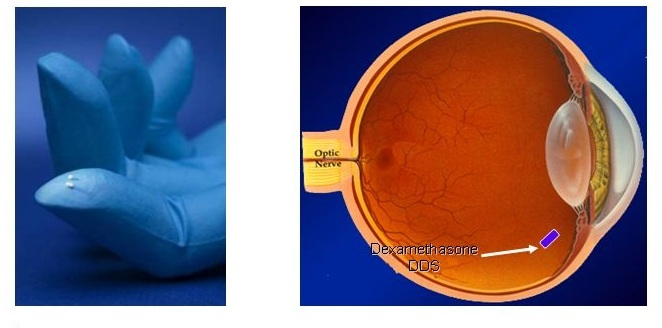 Optic
Nerve
Dexamethasone
DDS